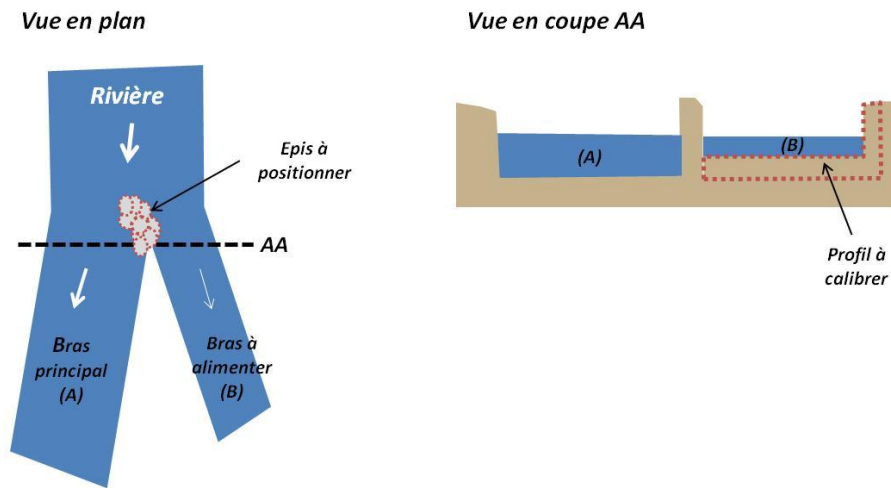 Vue en plan
Rivière
Epis à
positionner
AA
Bras
principal
(A)
Bras à
alimenter
(B)
Vue en coupe AA
(A)
(B)
Profil à
calibrer